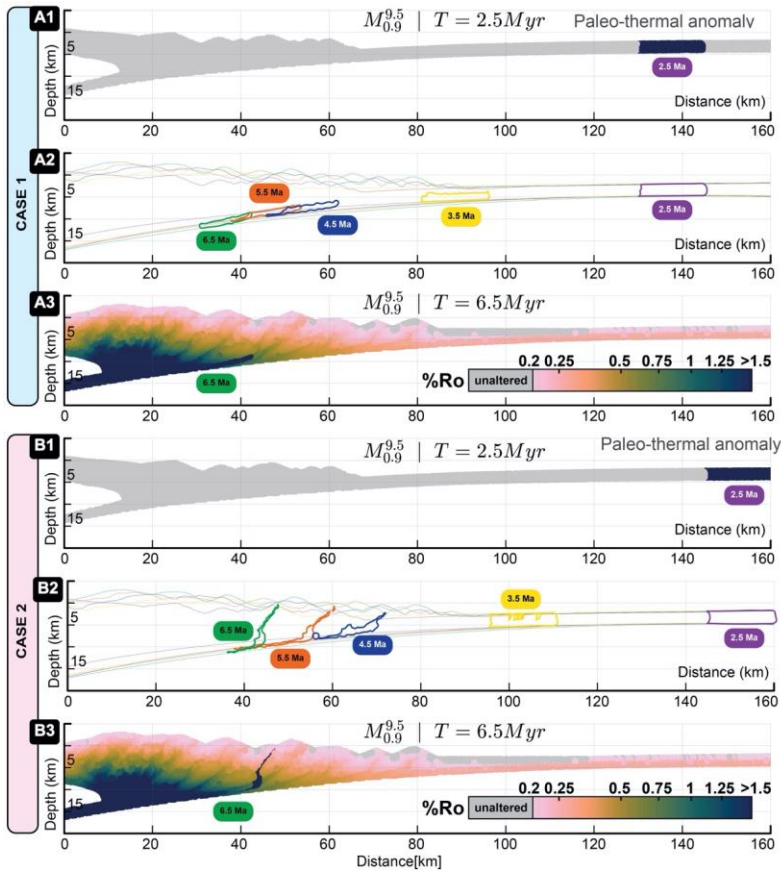 CASE 1
A1
M_{0.9}^{9.5} | T = 2.5Myr
Paleo-thermal anomaly
Depth (km)
5
15
2.5 Ma
Distance (km)
0 20 40 60 80 100 120 140 160
A2
5.5 Ma
3.5 Ma
2.5 Ma
6.5 Ma
4.5 Ma
Depth (km)
5
15
Distance (km)
0 20 40 60 80 100 120 140 160
A3
M_{0.9}^{9.5} | T = 6.5Myr
Depth (km)
5
15
6.5 Ma
0.2 0.25 0.5 0.75 1 1.25 >1.5
%Ro unaltered
0 20 40 60 80 100 120 140 160
CASE 2
B1
M_{0.9}^{9.5} | T = 2.5Myr
Paleo-thermal anomaly
Depth (km)
5
15
2.5 Ma
Distance (km)
0 20 40 60 80 100 120 140 160
B2
3.5 Ma
6.5 Ma
5.5 Ma
4.5 Ma
2.5 Ma
Depth (km)
5
15
Distance (km)
0 20 40 60 80 100 120 140 160
B3
M_{0.9}^{9.5} | T = 6.5Myr
Depth (km)
5
15
6.5 Ma
0.2 0.25 0.5 0.75 1 1.25 >1.5
%Ro unaltered
0 20 40 60 80 100 120 140 160
Distance[km]